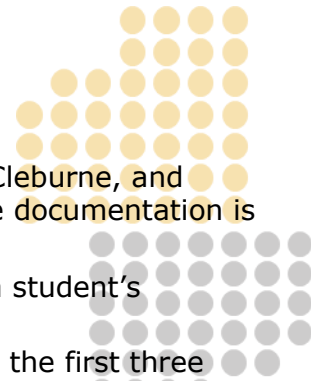 Cleburne, and
documentation is
student's
the first three